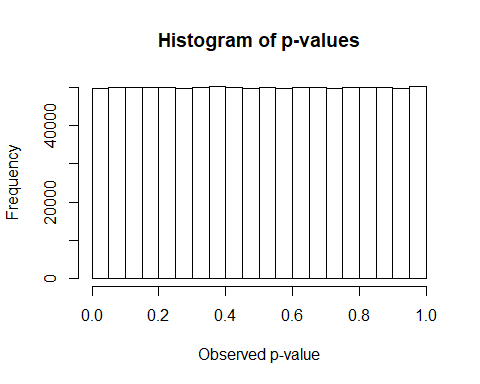 Histogram of p-values
Frequency
40000
20000
0
0.0 0.2 0.4 0.6 0.8 1.0
Observed p-value